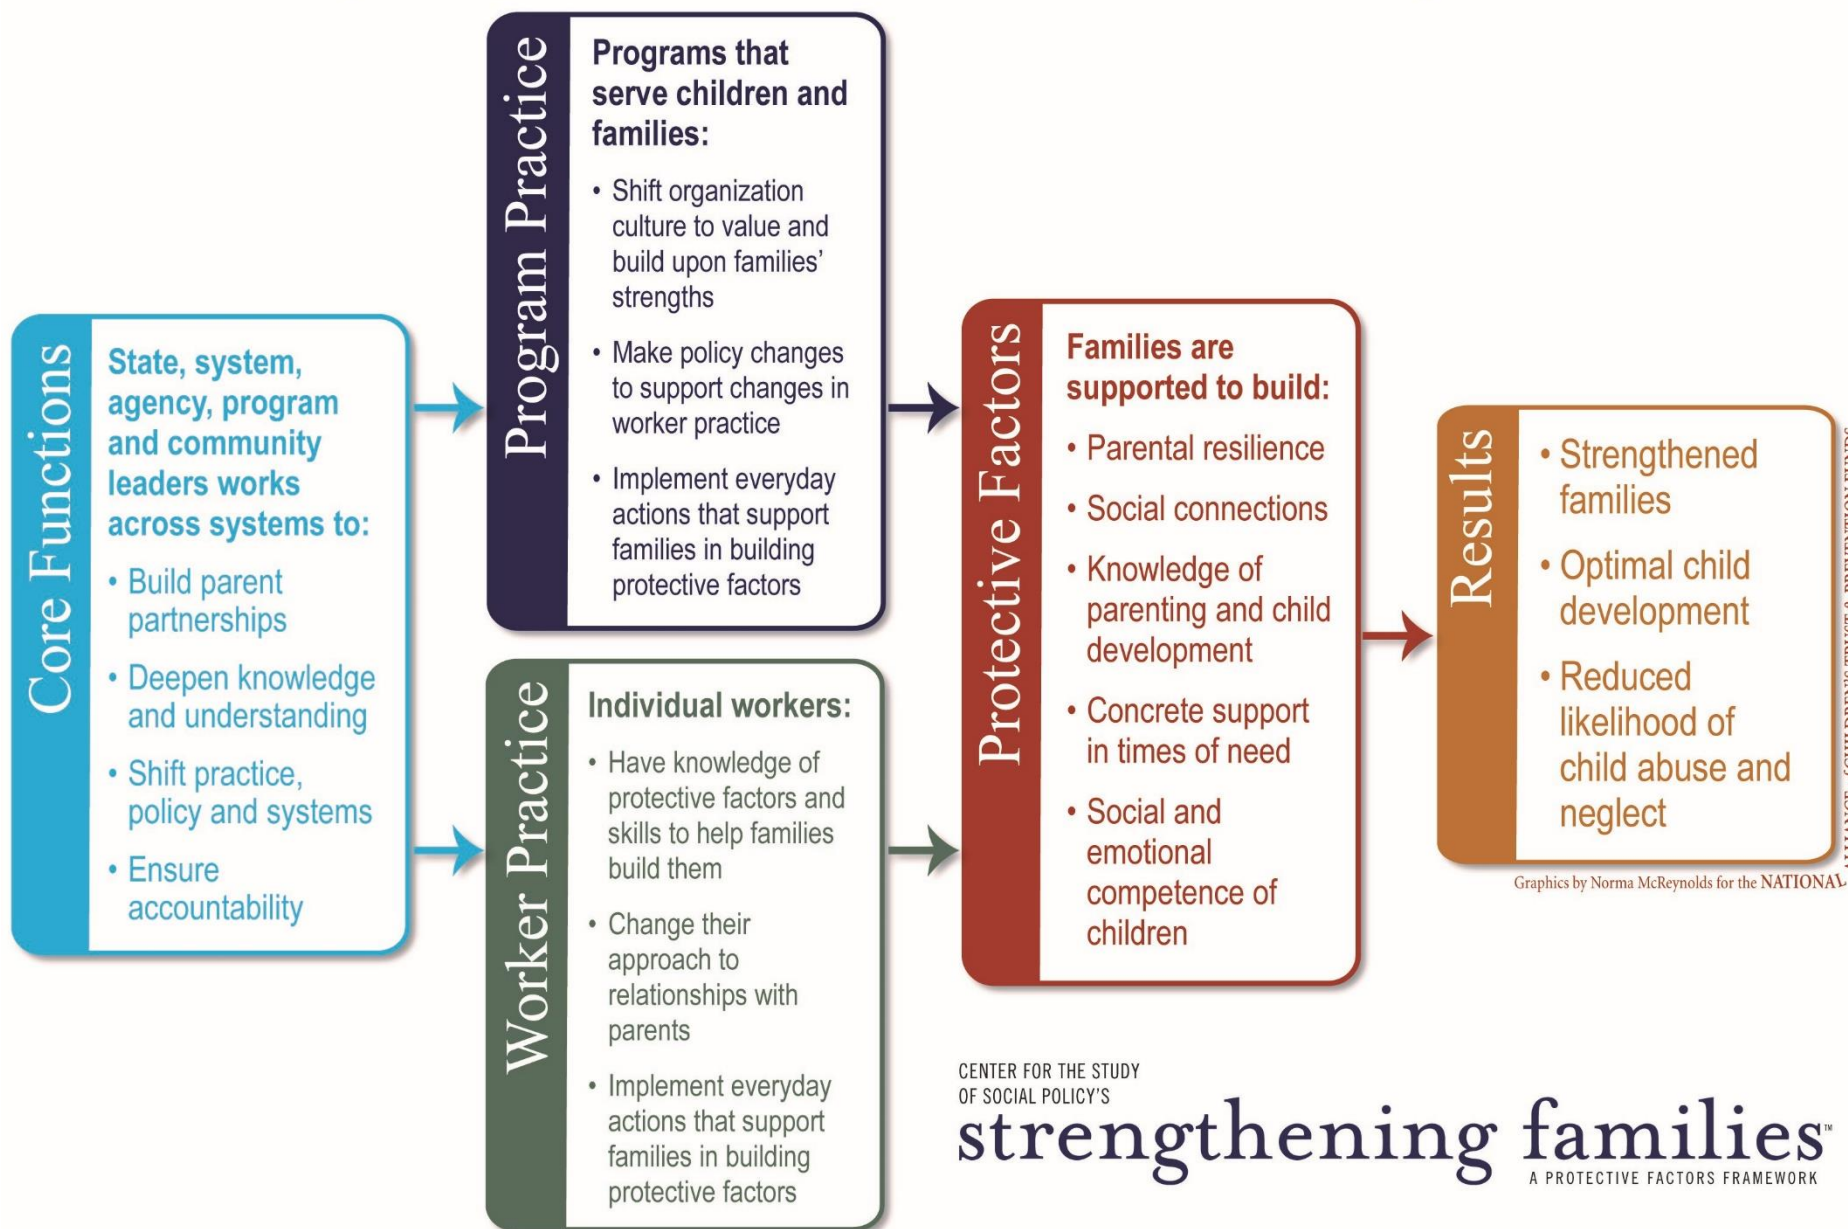 Core Functions
State, system,
agency, program
and community
leaders works
across systems to:
• Build parent
partnerships
• Deepen knowledge
and understanding
• Shift practice,
policy and systems
• Ensure
accountability
Program Practice
Programs that
serve children and
families:
• Shift organization
culture to value and
build upon families’
strengths
• Make policy changes
to support changes in
worker practice
• Implement everyday
actions that support
families in building
protective factors
Worker Practice
Individual workers:
• Have knowledge of
protective factors and
skills to help families
build them
• Change their
approach to
relationships with
parents
• Implement everyday
actions that support
families in building
protective factors
Protective Factors
Families are
supported to build:
• Parental resilience
• Social connections
• Knowledge of
parenting and child
development
• Concrete support
in times of need
• Social and
emotional
competence of
children
Results
• Strengthened
families
• Optimal child
development
• Reduced
likelihood of
child abuse and
neglect
Graphics by Norma McReynolds for the NATIONAL
ALLIANCE of CHILDREN'S TRUST & PREVENTION FUNDS
CENTER FOR THE STUDY
OF SOCIAL POLICY’S
strengthening families™
A PROTECTIVE FACTORS FRAMEWORK